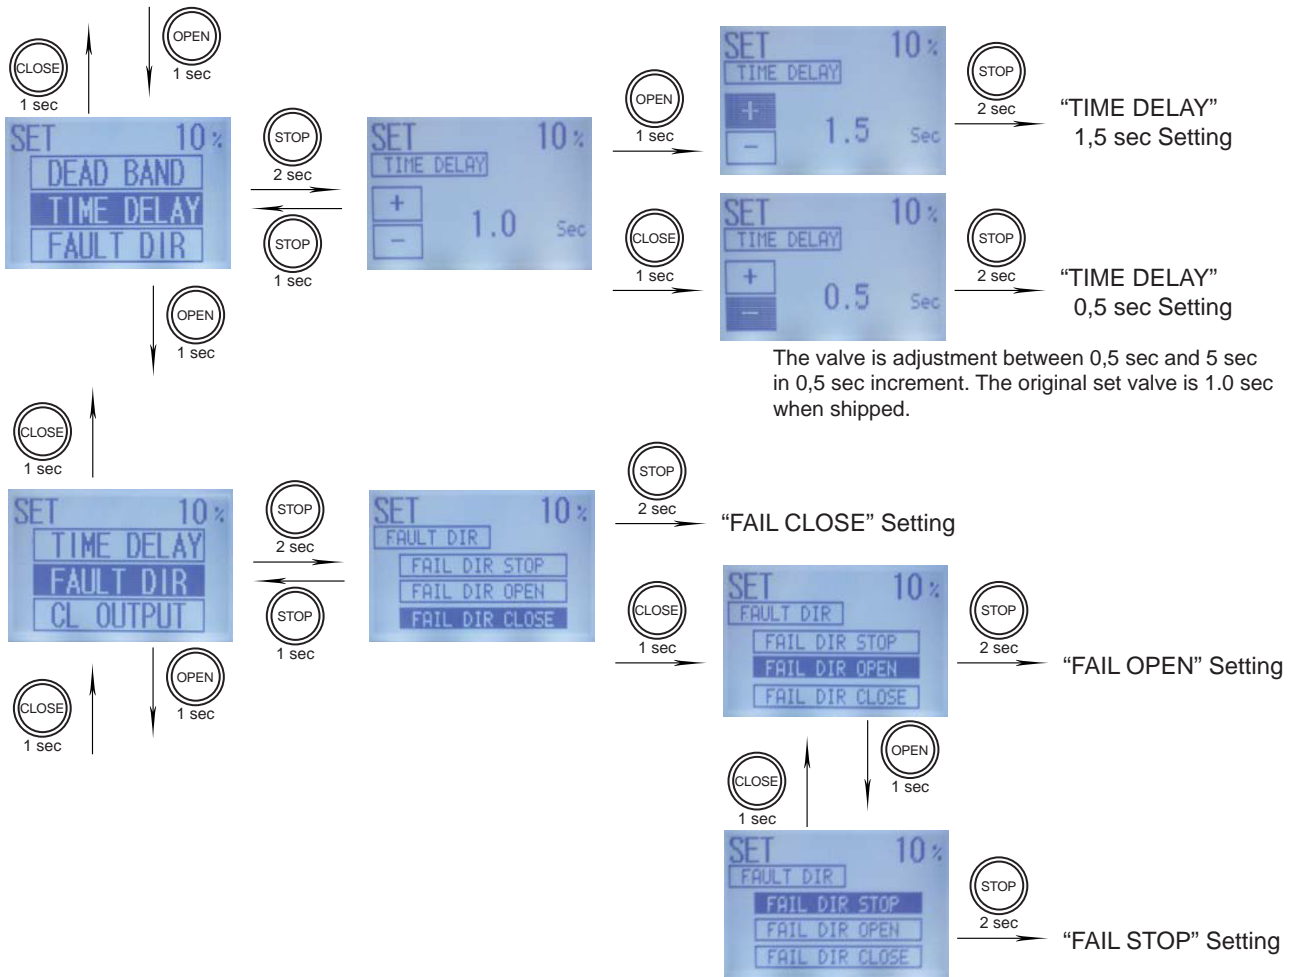 OPEN
1 sec
CLOSE
1 sec
SET 10 %
DEAD BAND
TIME DELAY
FAULT DIR
STOP
2 sec
STOP
1 sec
SET 10 %
TIME DELAY
+
−
1.0 Sec
OPEN
1 sec
SET 10 %
TIME DELAY
+
−
1.5 Sec
STOP
2 sec
“TIME DELAY”
1,5 sec Setting
CLOSE
1 sec
SET 10 %
TIME DELAY
+
−
0.5 Sec
STOP
2 sec
“TIME DELAY”
0,5 sec Setting
The valve is adjustment between 0,5 sec and 5 sec
in 0,5 sec increment. The original set valve is 1.0 sec
when shipped.
OPEN
1 sec
CLOSE
1 sec
SET 10 %
TIME DELAY
FAULT DIR
CL OUTPUT
STOP
2 sec
STOP
1 sec
SET 10 %
FAULT DIR
FAIL DIR STOP
FAIL DIR OPEN
FAIL DIR CLOSE
STOP
2 sec
“FAIL CLOSE” Setting
CLOSE
1 sec
SET 10 %
FAULT DIR
FAIL DIR STOP
FAIL DIR OPEN
FAIL DIR CLOSE
STOP
2 sec
“FAIL OPEN” Setting
OPEN
1 sec
CLOSE
1 sec
OPEN
1 sec
CLOSE
1 sec
SET 10 %
FAULT DIR
FAIL DIR STOP
FAIL DIR OPEN
FAIL DIR CLOSE
STOP
2 sec
“FAIL STOP” Setting